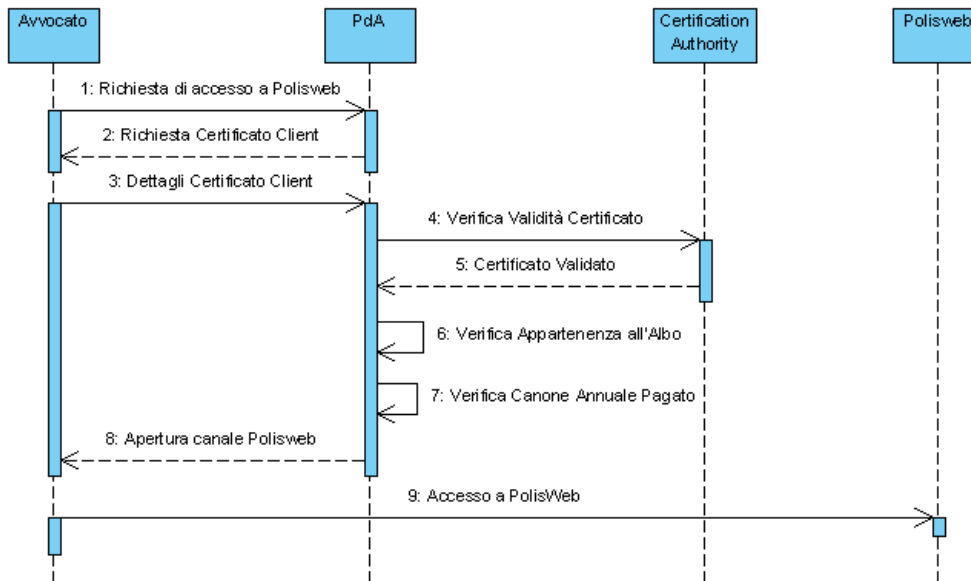 Avvocato
PdA
Certification
Authority
Polisweb
1: Richiesta di accesso a Polisweb
2: Richiesta Certificato Client
3: Dettagli Certificato Client
4: Verifica Validità Certificato
5: Certificato Validato
6: Verifica Appartenenza all'Albo
7: Verifica Canone Annuale Pagato
8: Apertura canale Polisweb
9: Accesso a PolisWeb